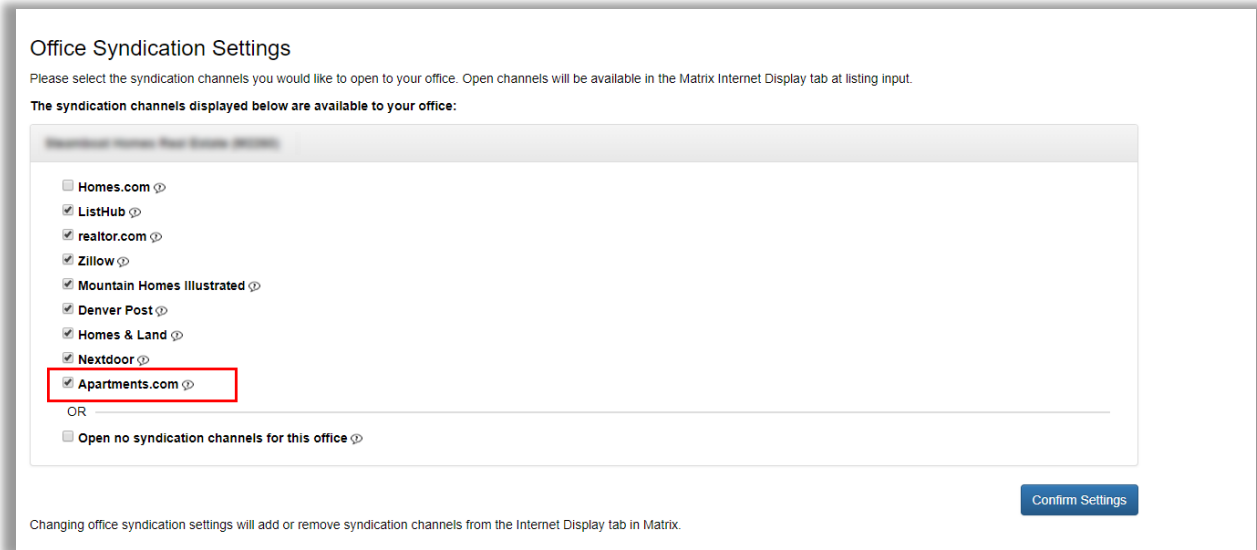 Office Syndication Settings
Please select the syndication channels you would like to open to your office. Open channels will be available in the Matrix Internet Display tab at listing input.
The syndication channels displayed below are available to your office:
Homes.com
ListHub
realtor.com
Zillow
Mountain Homes Illustrated
Denver Post
Homes & Land
Nextdoor
Apartments.com
OR
Open no syndication channels for this office
Confirm Settings
Changing office syndication settings will add or remove syndication channels from the Internet Display tab in Matrix.